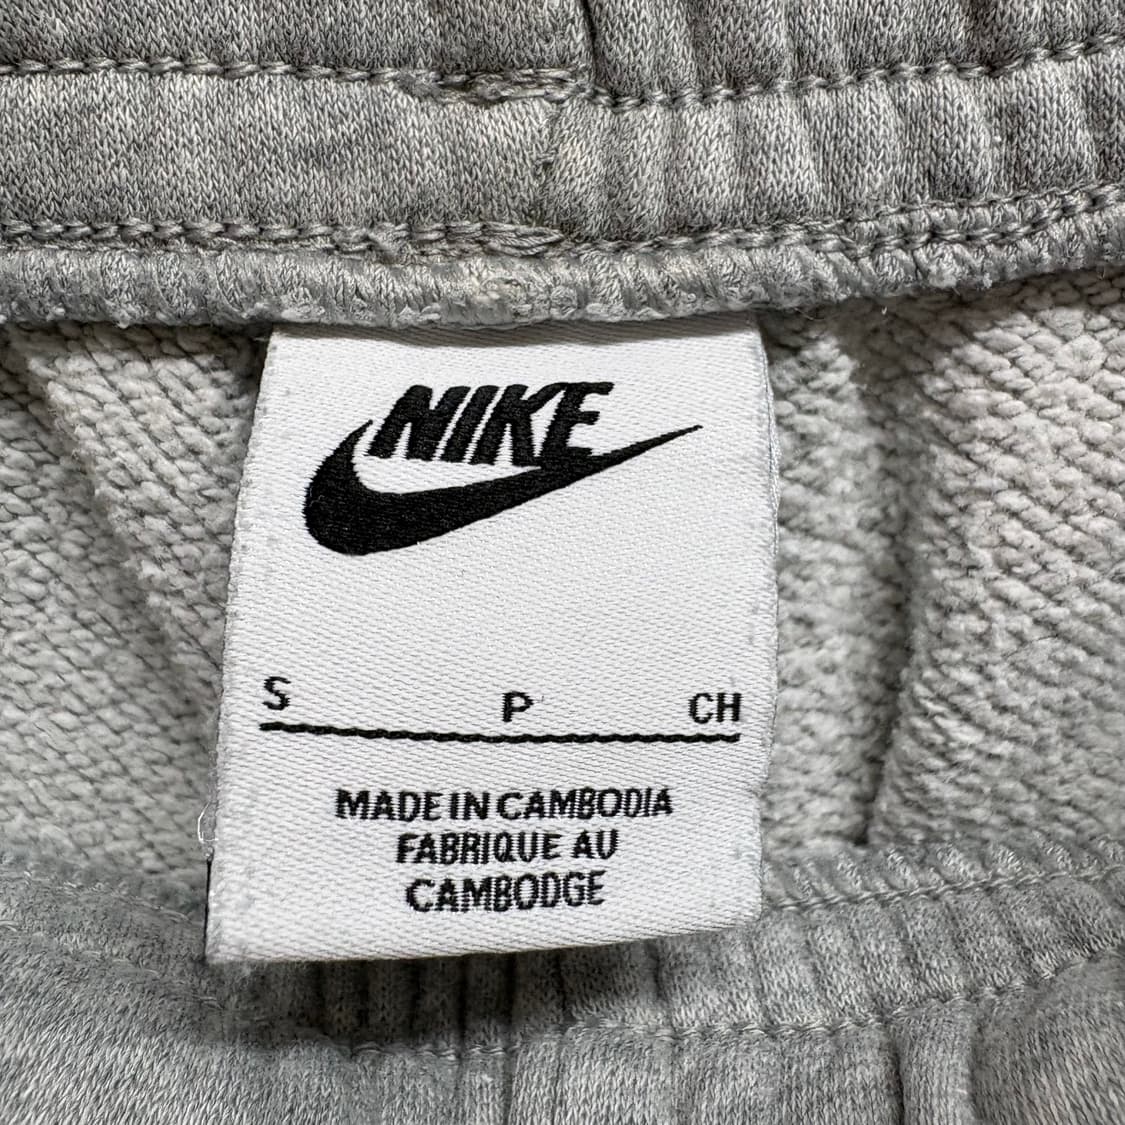 NIKE
S P CH
MADE IN CAMBODIA
FABRIQUE AU
CAMBODGE